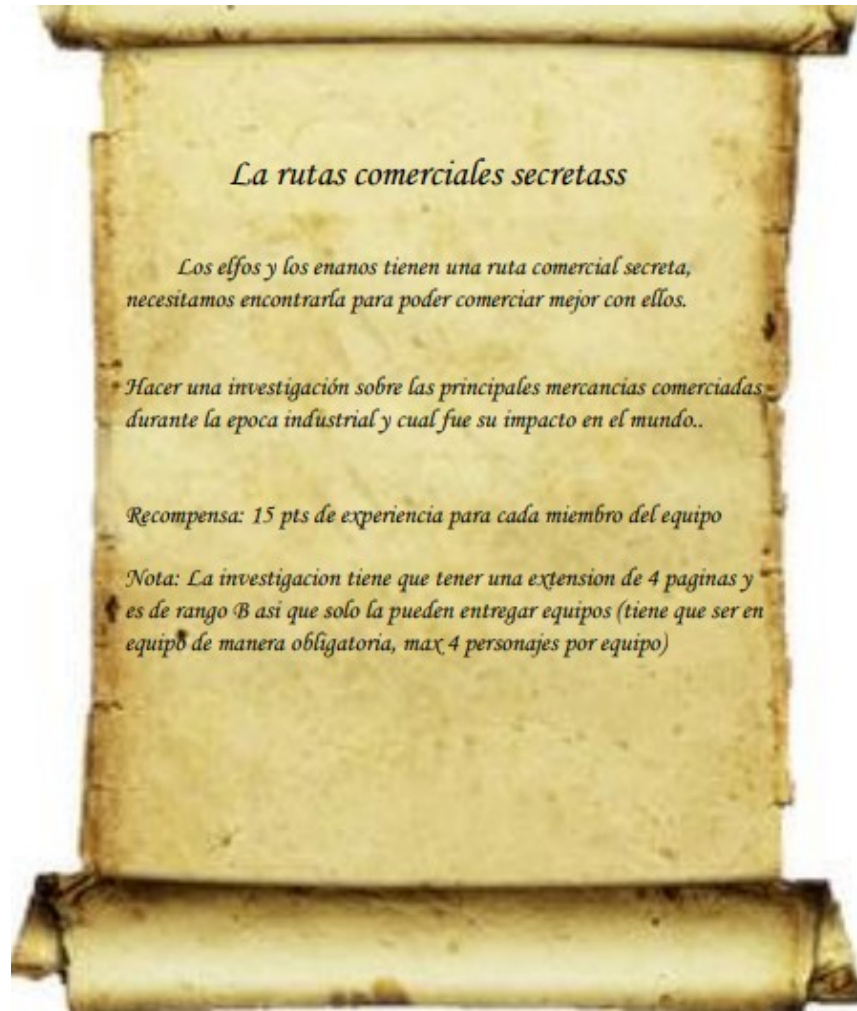 La rutas comerciales secretass
Los elfos y los enanos tienen una ruta comercial secreta,
necesitamos encontrarla para poder comerciar mejor con ellos.
Hacer una investigación sobre las principales mercancias comerciadas
durante la epoca industrial y cual fue su impacto en el mundo..
Recompensa: 15 pts de experiencia para cada miembro del equipo
Nota: La investigacion tiene que tener una extension de 4 paginas y
es de rango B asi que solo la pueden entregar equipos (tiene que ser en
equipo de manera obligatoria, max 4 personajes por equipo)